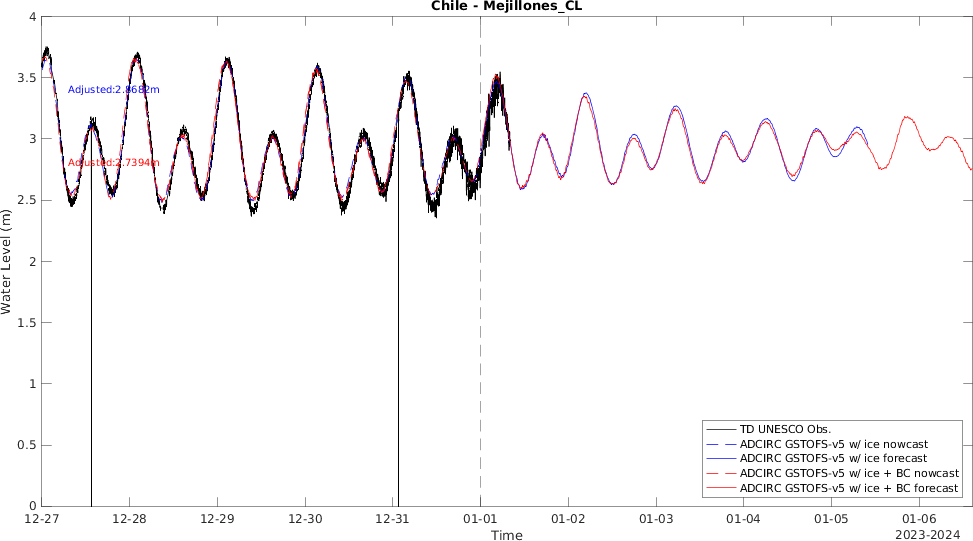 Chile - Mejillones_CL
4
3.5
3
2.5
2
1.5
1
0.5
0
Water Level (m)
Adjusted:2.8682m
Adjusted:2.7394m
TD UNESCO Obs.
ADCIRC GSTOFS-v5 w/ ice nowcast
ADCIRC GSTOFS-v5 w/ ice forecast
ADCIRC GSTOFS-v5 w/ ice + BC nowcast
ADCIRC GSTOFS-v5 w/ ice + BC forecast
12-27 12-28 12-29 12-30 12-31 01-01 01-02 01-03 01-04 01-05 01-06
Time
2023-2024